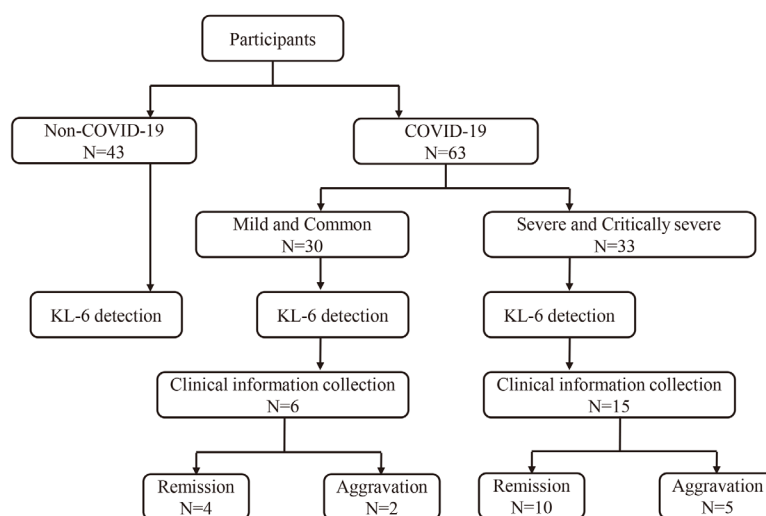 Participants
Non-COVID-19
N=43
COVID-19
N=63
Mild and Common
N=30
Severe and Critically severe
N=33
KL-6 detection
KL-6 detection
KL-6 detection
Clinical information collection
N=6
Clinical information collection
N=15
Remission
N=4
Aggravation
N=2
Remission
N=10
Aggravation
N=5